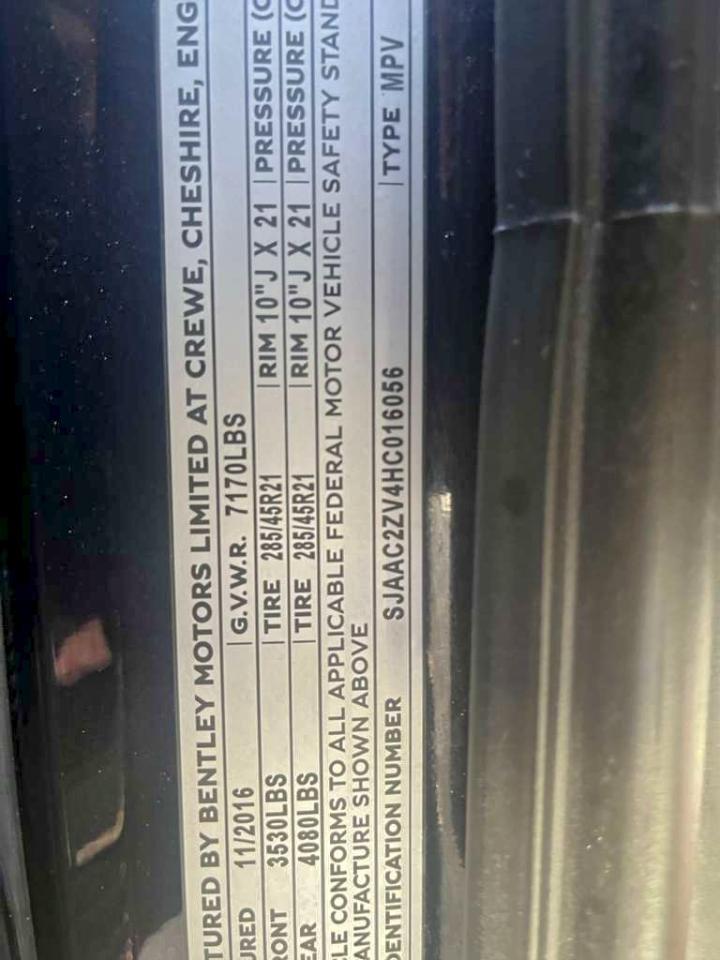 TURED BY BENTLEY MOTORS LIMITED AT CREWE, CHESHIRE, ENG
URED 11/2016 G.V.W.R. 7170LBS
RONT 3530LBS TIRE 285/45R21 RIM 10"J X 21 PRESSURE (C
EAR 4080LBS TIRE 285/45R21 RIM 10"J X 21 PRESSURE (C
LE CONFORMS TO ALL APPLICABLE FEDERAL MOTOR VEHICLE SAFETY STAND
ANUFACTURE SHOWN ABOVE
DENTIFICATION NUMBER SJAAC2ZV4HC016056 TYPE MPV